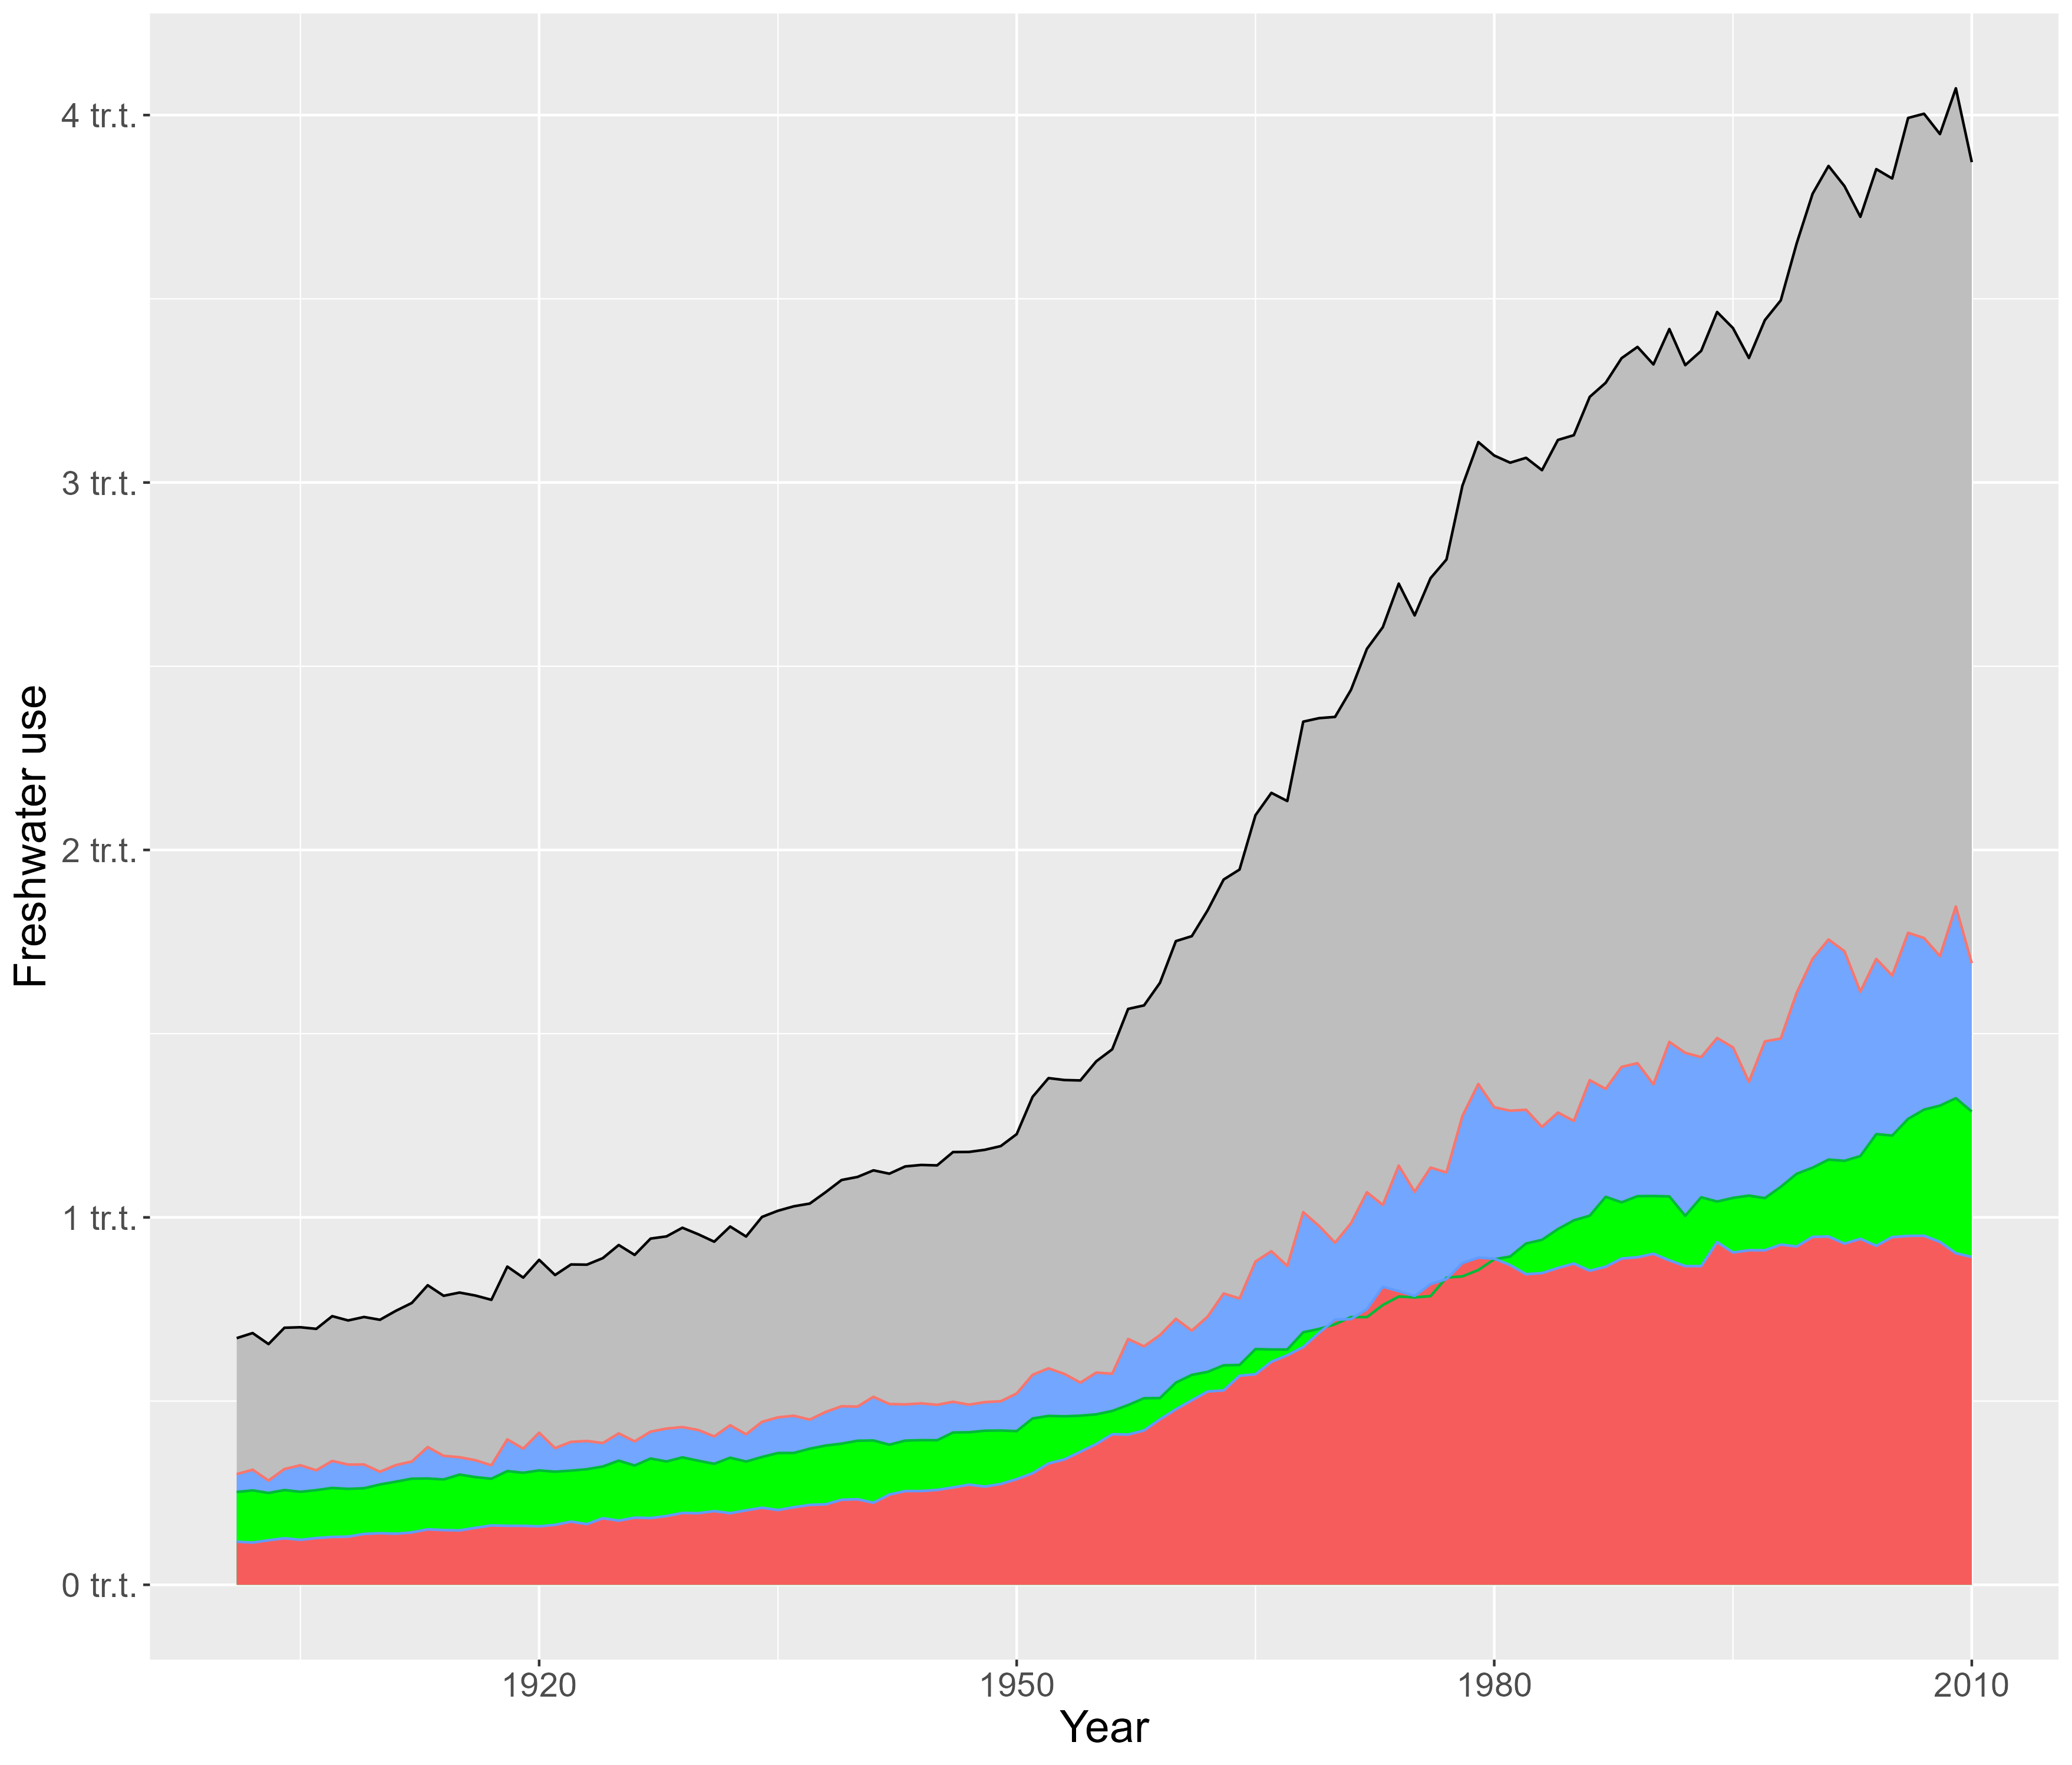 Freshwater use
4 tr.t.
3 tr.t.
2 tr.t.
1 tr.t.
0 tr.t.
1920 1950 1980 2010
Year